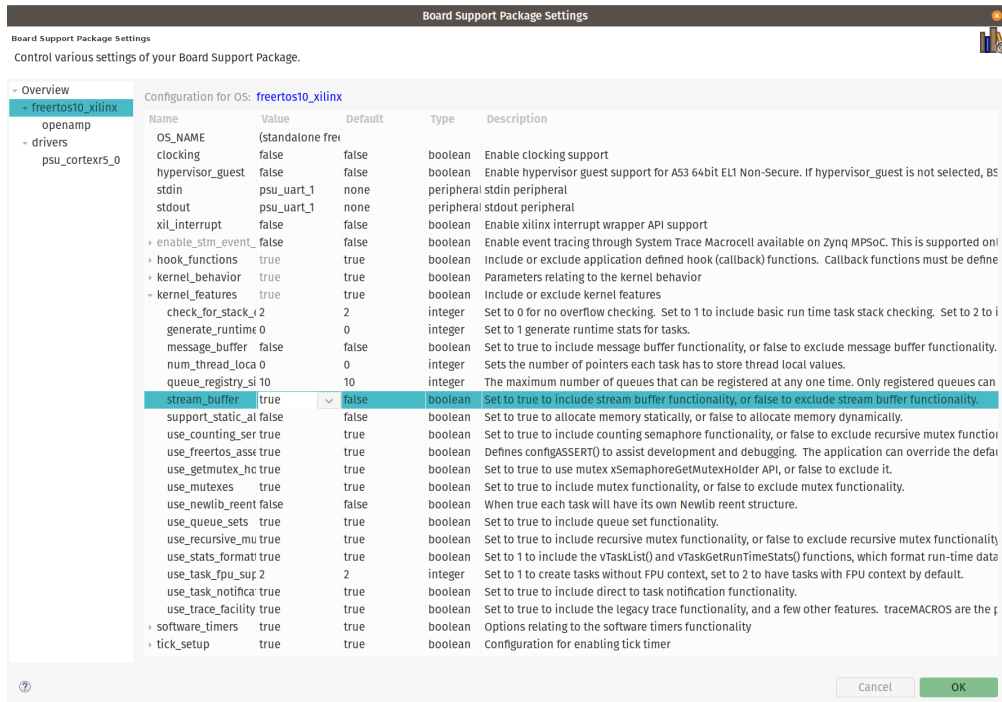 Board Support Package Settings
Board Support Package Settings
Control various settings of your Board Support Package.
Overview
freertos10_xilinx
openamp
drivers
psu_cortexr5_0
Configuration for OS: freertos10_xilinx
Name Value Default Type Description
OS_NAME (standalone free
clocking false false boolean Enable clocking support
hypervisor_guest false false boolean Enable hypervisor guest support for A53 64bit EL1 Non-Secure. If hypervisor_guest is not selected, BS
stdin psu_uart_1 none peripheral stdin peripheral
stdout psu_uart_1 none peripheral stdout peripheral
xil_interrupt false false boolean Enable xilinx interrupt wrapper API support
enable_stm_event_ false false boolean Enable event tracing through System Trace Macrocell available on Zynq MPSoC. This is supported onl
hook_functions true true boolean Include or exclude application defined hook (callback) functions. Callback functions must be define
kernel_behavior true true boolean Parameters relating to the kernel behavior
kernel_features true true boolean Include or exclude kernel features
check_for_stack_o 2 2 integer Set to 0 for no overflow checking. Set to 1 to include basic run time task stack checking. Set to 2 to i
generate_runtime 0 0 integer Set to 1 generate runtime stats for tasks.
message_buffer false false boolean Set to true to include message buffer functionality, or false to exclude message buffer functionality.
num_thread_loca 0 0 integer Sets the number of pointers each task has to store thread local values.
queue_registry_si 10 10 integer The maximum number of queues that can be registered at any one time. Only registered queues can
stream_buffer true false boolean Set to true to include stream buffer functionality, or false to exclude stream buffer functionality.
support_static_al false false boolean Set to true to allocate memory statically, or false to allocate memory dynamically.
use_counting_sem true true boolean Set to true to include counting semaphore functionality, or false to exclude recursive mutex function
use_freertos_asse true true boolean Defines configASSERT() to assist development and debugging. The application can override the defau
use_getmutex_ho true true boolean Set to true to use mutex xSemaphoreGetMutexHolder API, or false to exclude it.
use_mutexes true true boolean Set to true to include mutex functionality, or false to exclude mutex functionality.
use_newlib_reent false false boolean When true each task will have its own Newlib reent structure.
use_queue_sets true true boolean Set to true to include queue set functionality.
use_recursive_mu true true boolean Set to true to include recursive mutex functionality, or false to exclude recursive mutex functionality
use_stats_formatt true true boolean Set to 1 to include the vTaskList() and vTaskGetRunTimeStats() functions, which format run-time data
use_task_fpu_sup 2 2 integer Set to 1 to create tasks without FPU context, set to 2 to have tasks with FPU context by default.
use_task_notifica true true boolean Set to true to include direct to task notification functionality.
use_trace_facility true true boolean Set to true to include the legacy trace functionality, and a few other features. traceMACROS are the p
software_timers true true boolean Options relating to the software timers functionality
tick_setup true true boolean Configuration for enabling tick timer
Cancel OK